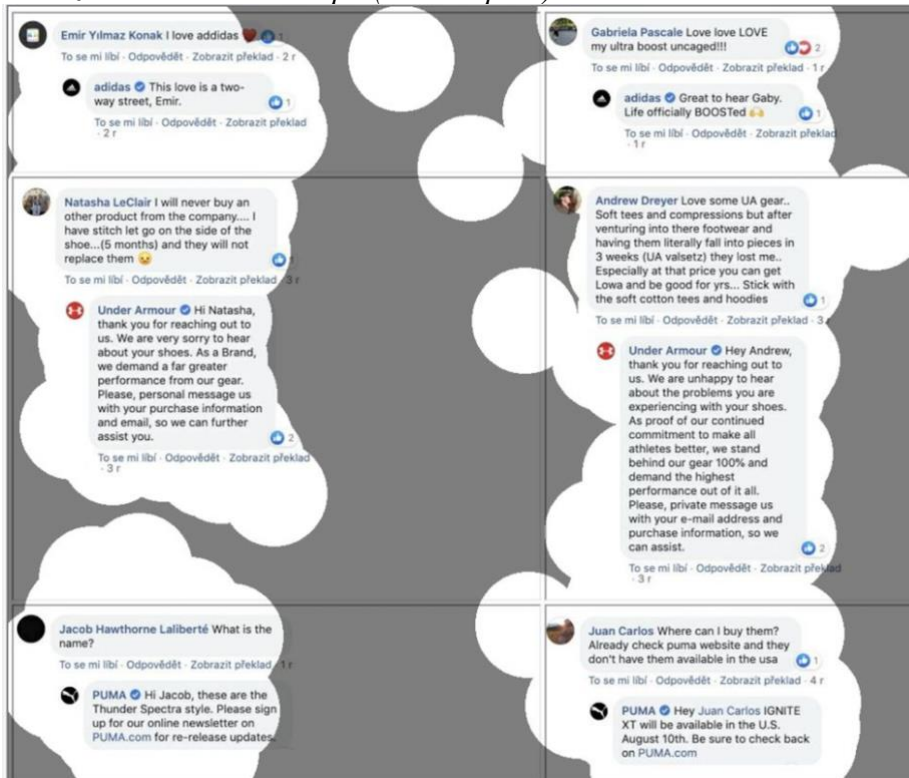 Emir Yılmaz Konak I love addidas ❤️ 1
To se mi líbí · Odpovědět · Zobrazit překlad · 2 r
adidas This love is a two-
way street, Emir. 1
To se mi líbí · Odpovědět · Zobrazit překlad
· 2 r
Gabriela Pascale Love love LOVE
my ultra boost uncaged!!! 2
To se mi líbí · Odpovědět · Zobrazit překlad · 1 r
adidas Great to hear Gaby.
Life officially BOOSTed 🙌 1
To se mi líbí · Odpovědět · Zobrazit překlad
· 1 r
Natasha LeClair I will never buy an
other product from the company.... I
have stitch let go on the side of the
shoe...(5 months) and they will not
replace them 😠
To se mi líbí · Odpovědět · Zobrazit překlad · 3 r
Under Armour Hi Natasha,
thank you for reaching out to
us. We are very sorry to hear
about your shoes. As a Brand,
we demand a far greater
performance from our gear.
Please, personal message us
with your purchase information
and email, so we can further
assist you. 2
To se mi líbí · Odpovědět · Zobrazit překlad
· 3 r
Andrew Dreyer Love some UA gear..
Soft tees and compressions but after
venturing into there footwear and
having them literally fall into pieces in
3 weeks (UA valsetz) they lost me..
Especially at that price you can get
Lowa and be good for yrs... Stick with
the soft cotton tees and hoodies 1
To se mi líbí · Odpovědět · Zobrazit překlad · 3 r
Under Armour Hey Andrew,
thank you for reaching out to
us. We are unhappy to hear
about the problems you are
experiencing with your shoes.
As proof of our continued
commitment to make all
athletes better, we stand
behind our gear 100% and
demand the highest
performance out of it all.
Please, private message us
with your e-mail address and
purchase information, so we
can assist. 2
To se mi líbí · Odpovědět · Zobrazit překlad
· 3 r
Jacob Hawthorne Laliberté What is the
name?
To se mi líbí · Odpovědět · Zobrazit překlad · 1 r
PUMA Hi Jacob, these are the
Thunder Spectra style. Please sign
up for our online newsletter on
PUMA.com for re-release updates.
Juan Carlos Where can I buy them?
Already check puma website and they
don't have them available in the usa 1
To se mi líbí · Odpovědět · Zobrazit překlad · 4 r
PUMA Hey Juan Carlos IGNITE
XT will be available in the U.S.
August 10th. Be sure to check back
on PUMA.com